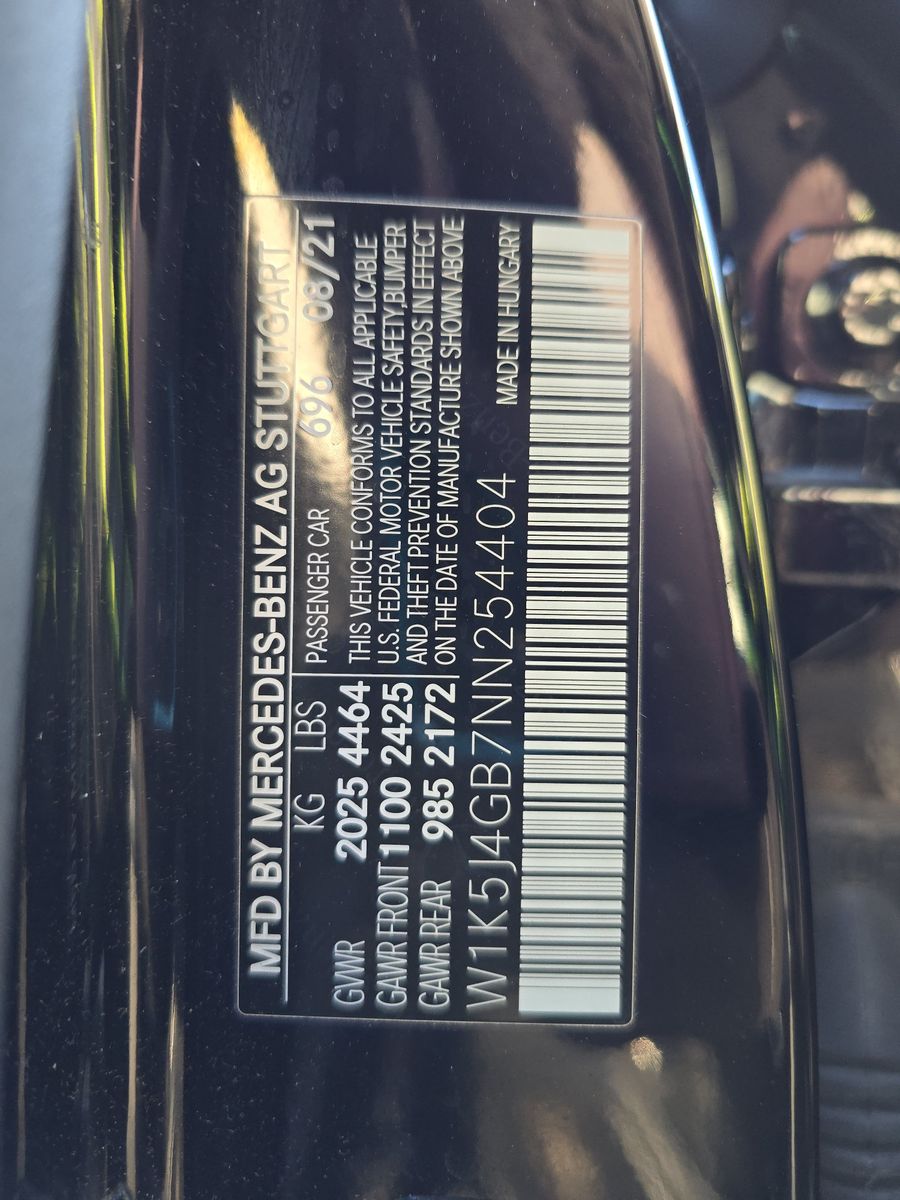 MFD BY MERCEDES-BENZ AG STUTTGART
KG LBS
GVWR 2025 4464
GAWR FRONT 1100 2425
GAWR REAR 985 2172
PASSENGER CAR 696 08/21
THIS VEHICLE CONFORMS TO ALL APPLICABLE
U.S. FEDERAL MOTOR VEHICLE SAFETY, BUMPER
AND THEFT PREVENTION STANDARDS IN EFFECT
ON THE DATE OF MANUFACTURE SHOWN ABOVE
W1K5J4GB7NN254404 MADE IN HUNGARY